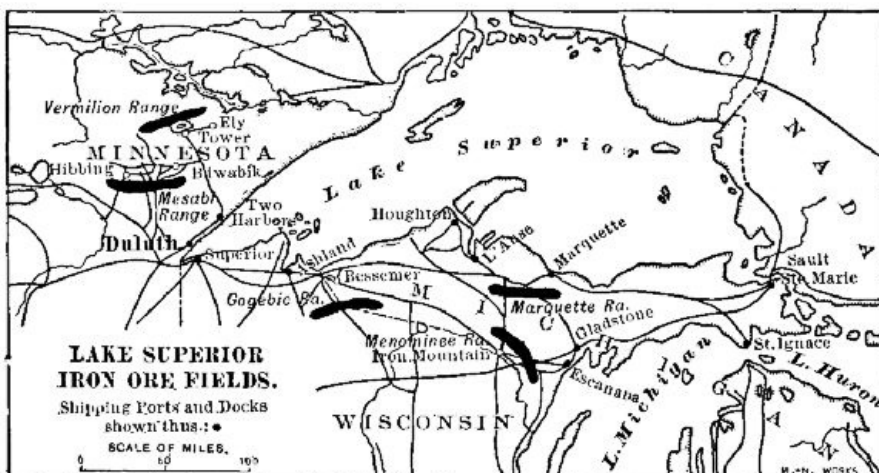 Vermilion Range
Ely
Tower
MINNESOTA
Hibbing
Biwabik
Mesabi
Range
Two
Harbors
Duluth
Superior
Ashland
Bessemer
Gogebic Ra.
Lake Superior
Houghton
L'Anse
Marquette
Marquette Ra.
Menominee Ra.
Iron Mountain
Gladstone
Escanaba
MICH
GAN
CANADA
Sault
Ste. Marie
St. Ignace
L. Huron
L. Michigan
WISCONSIN
LAKE SUPERIOR
IRON ORE FIELDS.
Shipping Ports and Docks
shown thus: •
SCALE OF MILES.
0 50 100